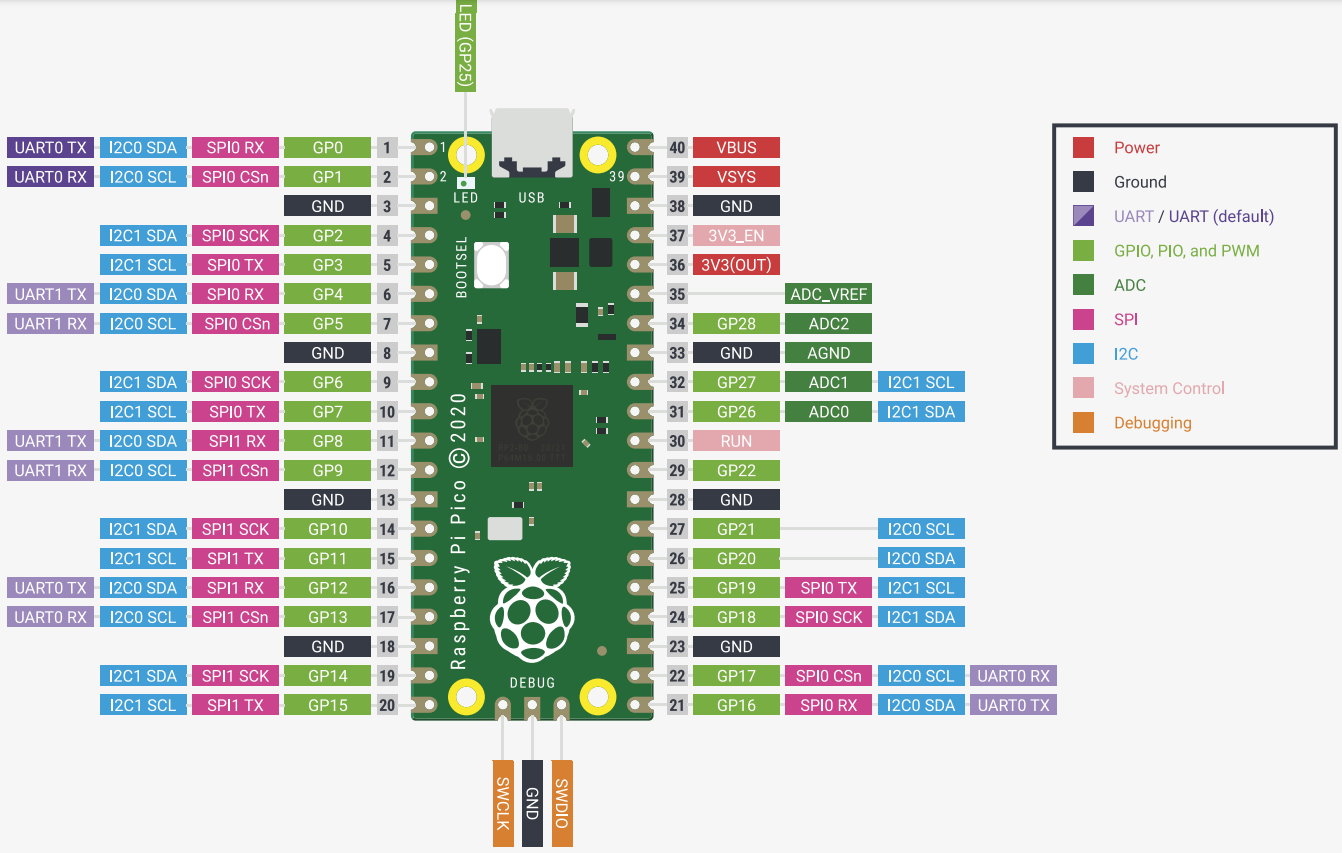 LED (GP25)
UART0 TX I2C0 SDA SPI0 RX GP0 1 1 40 VBUS
UART0 RX I2C0 SCL SPI0 CSn GP1 2 2 39 39 VSYS
LED USB
GND 3 38 GND
I2C1 SDA SPI0 SCK GP2 4 37 3V3_EN
BOOTSEL
I2C1 SCL SPI0 TX GP3 5 36 3V3(OUT)
UART1 TX I2C0 SDA SPI0 RX GP4 6 35 ADC_VREF
UART1 RX I2C0 SCL SPI0 CSn GP5 7 34 GP28 ADC2
GND 8 33 GND AGND
I2C1 SDA SPI0 SCK GP6 9 32 GP27 ADC1 I2C1 SCL
I2C1 SCL SPI0 TX GP7 10 31 GP26 ADC0 I2C1 SDA
UART1 TX I2C0 SDA SPI1 RX GP8 11 30 RUN
UART1 RX I2C0 SCL SPI1 CSn GP9 12 29 GP22
GND 13 28 GND
I2C1 SDA SPI1 SCK GP10 14 27 GP21 I2C0 SCL
I2C1 SCL SPI1 TX GP11 15 26 GP20 I2C0 SDA
UART0 TX I2C0 SDA SPI1 RX GP12 16 25 GP19 SPI0 TX I2C1 SCL
UART0 RX I2C0 SCL SPI1 CSn GP13 17 24 GP18 SPI0 SCK I2C1 SDA
GND 18 23 GND
I2C1 SDA SPI1 SCK GP14 19 22 GP17 SPI0 CSn I2C0 SCL UART0 RX
I2C1 SCL SPI1 TX GP15 20 21 GP16 SPI0 RX I2C0 SDA UART0 TX
Raspberry Pi Pico © 2020
DEBUG
SWCLK
GND
SWDIO
Power
Ground
UART / UART (default)
GPIO, PIO, and PWM
ADC
SPI
I2C
System Control
Debugging